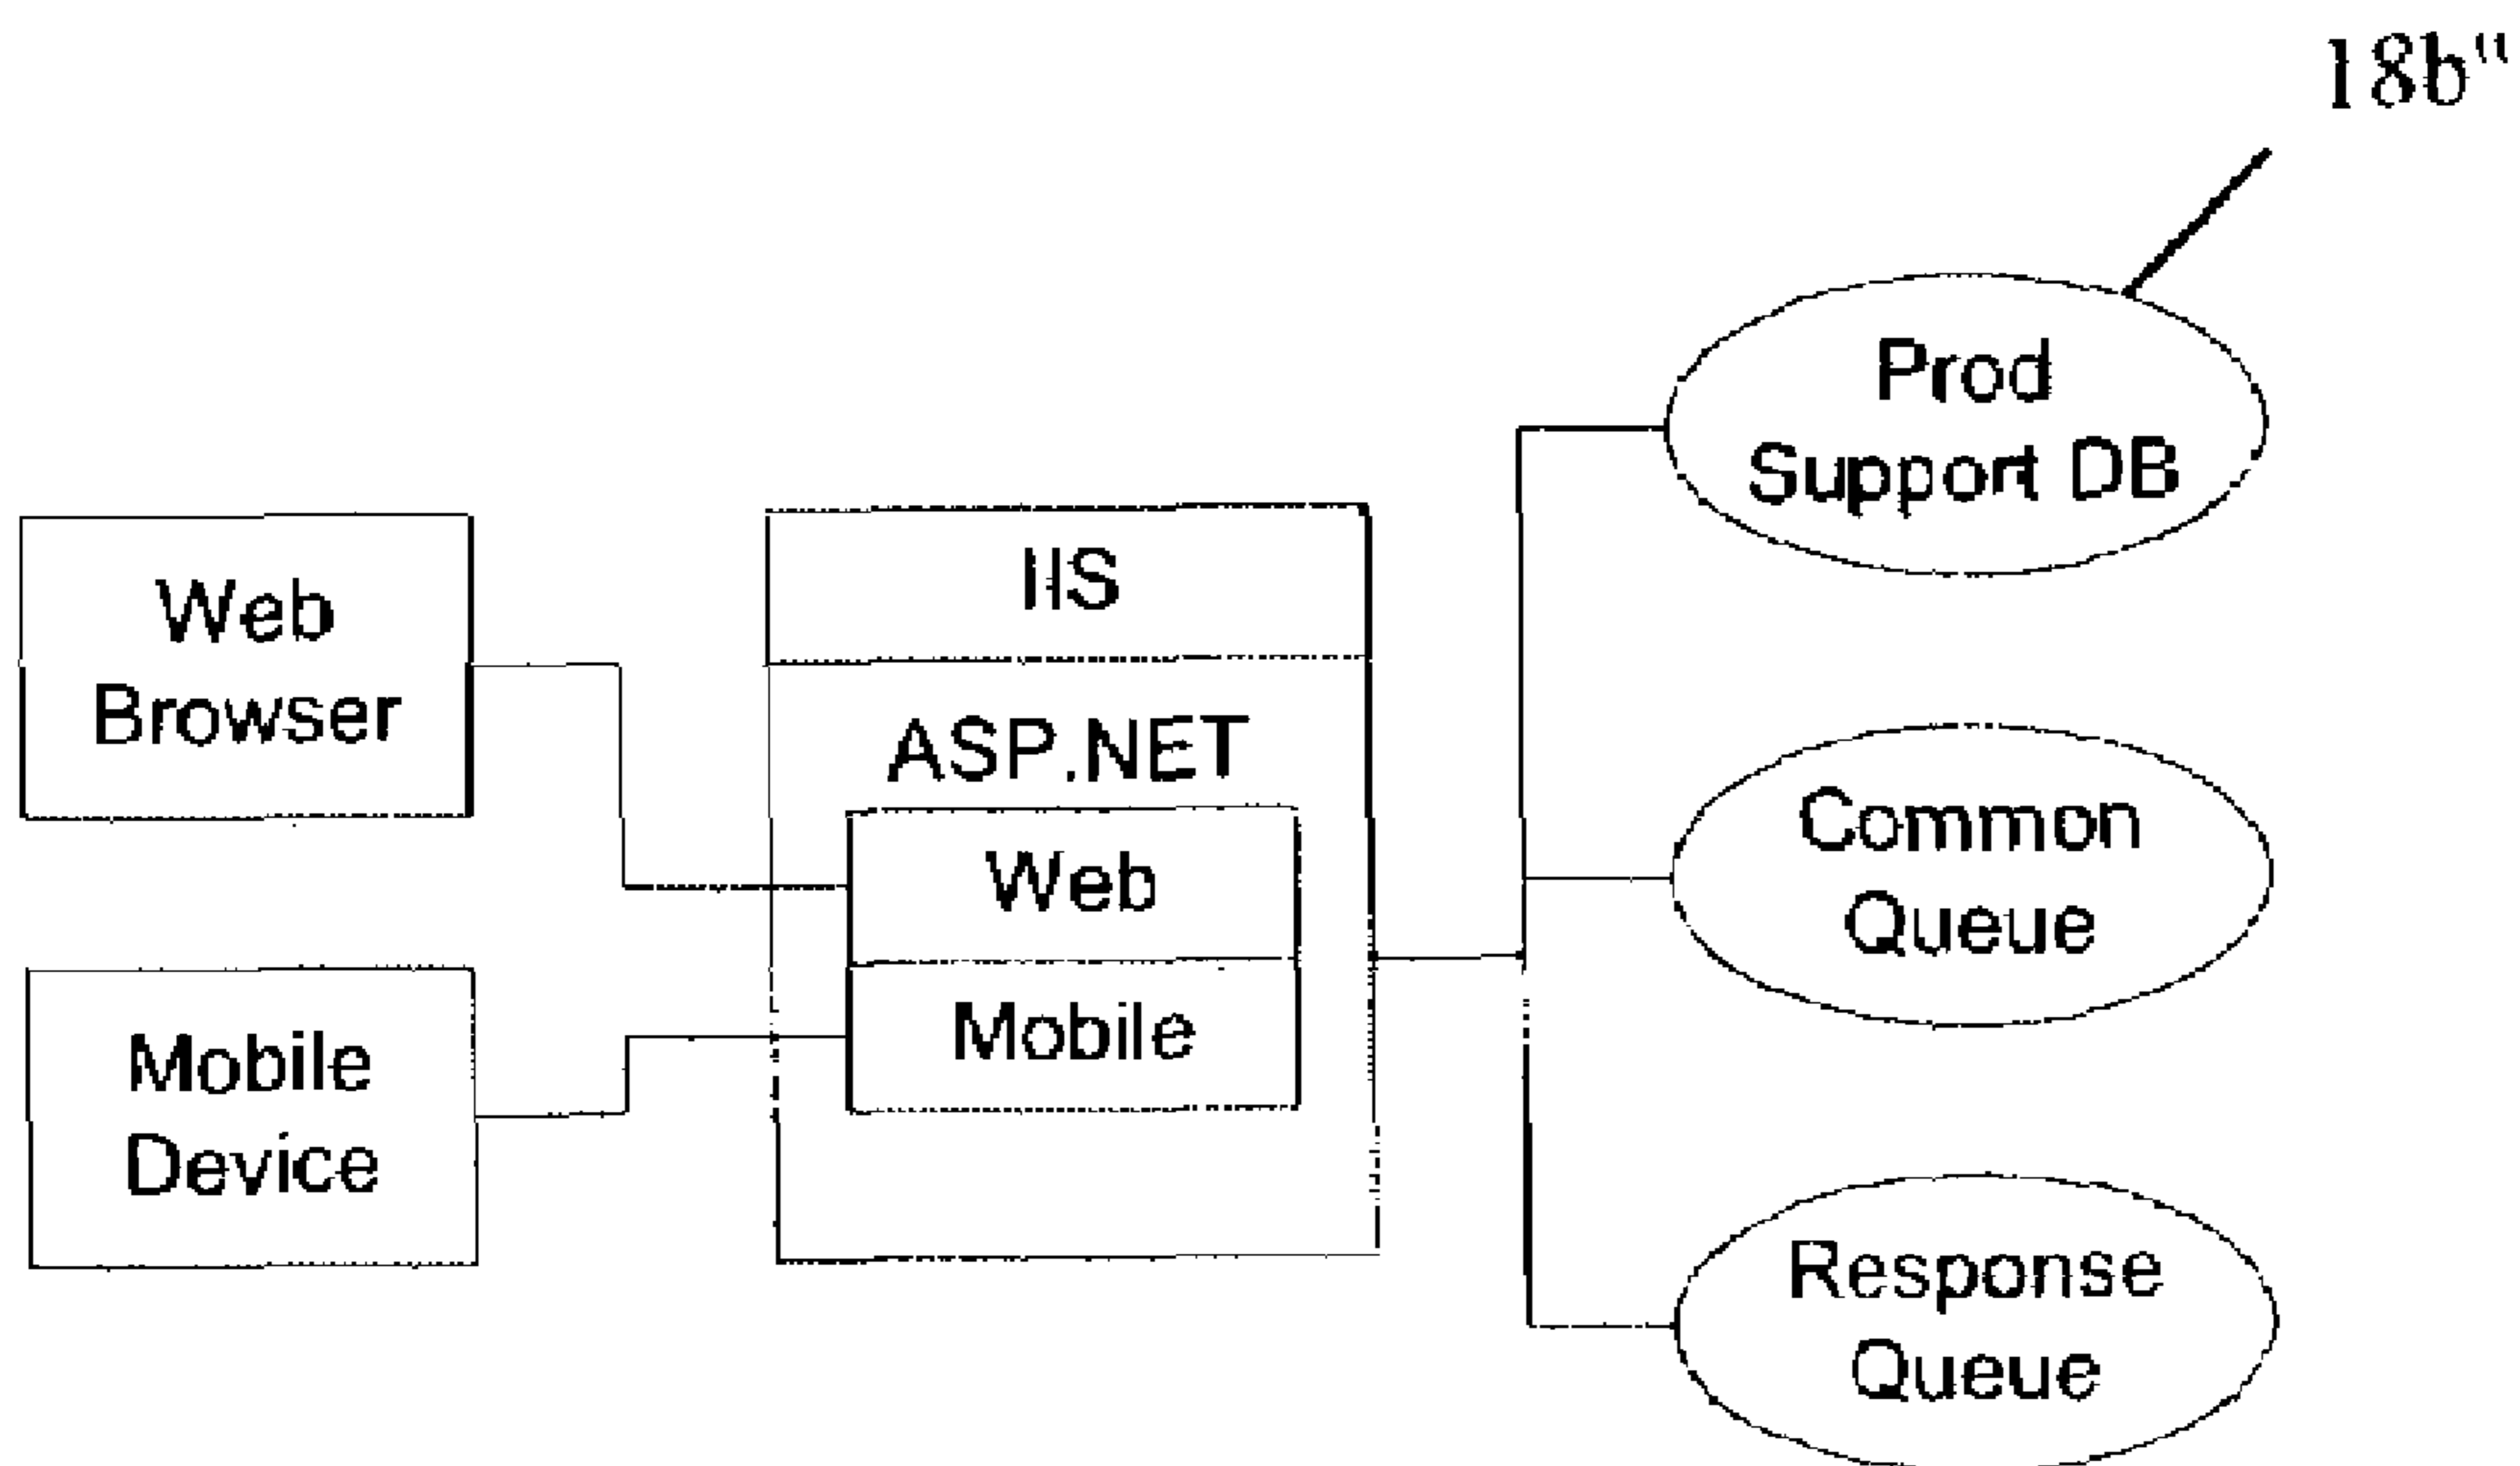 18b"
Prod
Support DB
IIS
Web
Browser
ASP.NET
Web
Common
Queue
Mobile
Mobile
Device
Response
Queue